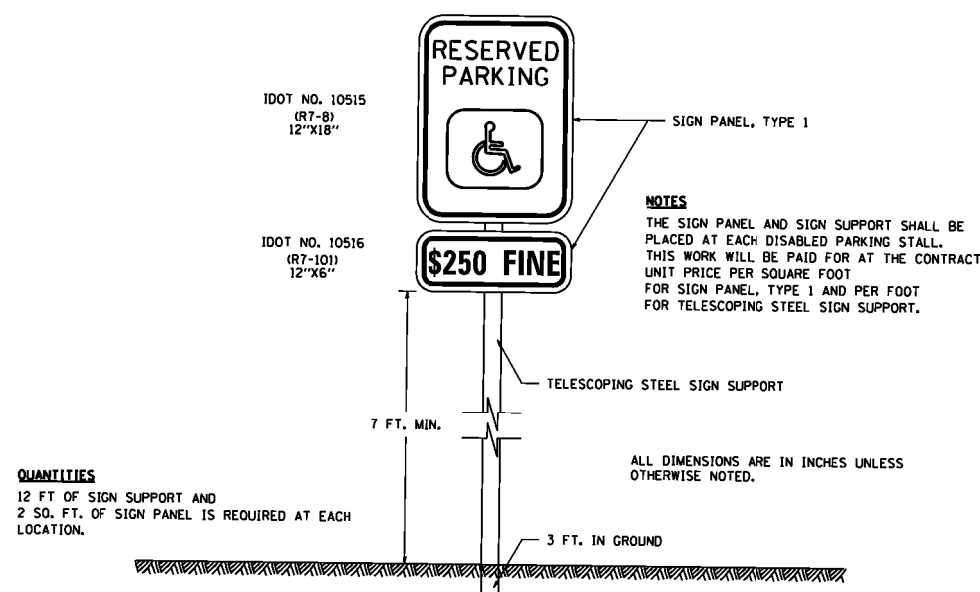 RESERVED
PARKING
IDOT NO. 10515
(R7-8)
12"X18"
SIGN PANEL, TYPE 1
IDOT NO. 10516
(R7-101)
12"X6"
$250 FINE
NOTES
THE SIGN PANEL AND SIGN SUPPORT SHALL BE
PLACED AT EACH DISABLED PARKING STALL.
THIS WORK WILL BE PAID FOR AT THE CONTRACT
UNIT PRICE PER SQUARE FOOT
FOR SIGN PANEL, TYPE 1 AND PER FOOT
FOR TELESCOPING STEEL SIGN SUPPORT.
TELESCOPING STEEL SIGN SUPPORT
7 FT. MIN.
ALL DIMENSIONS ARE IN INCHES UNLESS
OTHERWISE NOTED.
QUANTITIES
12 FT OF SIGN SUPPORT AND
2 SQ. FT. OF SIGN PANEL IS REQUIRED AT EACH
LOCATION.
3 FT. IN GROUND